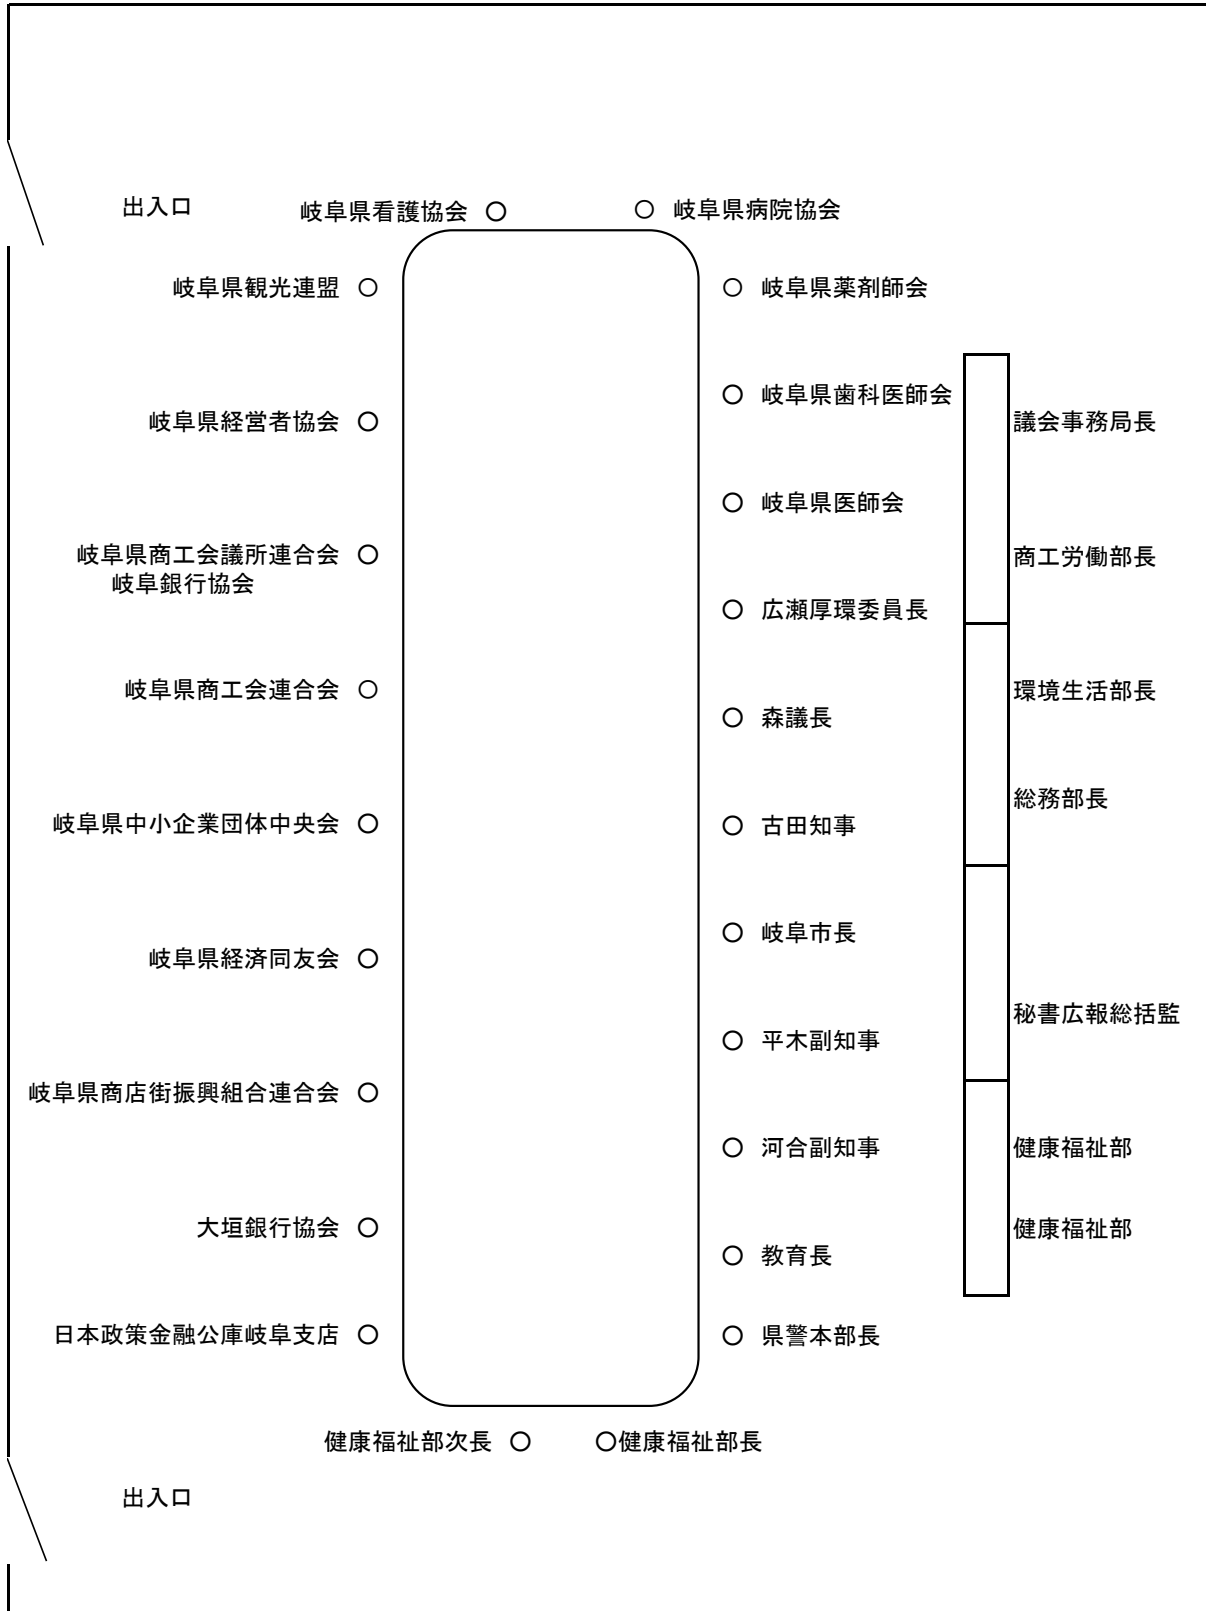 出入口
岐阜県看護協会 ○
○ 岐阜県病院協会
岐阜県観光連盟 ○
○ 岐阜県薬剤師会
○ 岐阜県歯科医師会
岐阜県経営者協会 ○
議会事務局長
○ 岐阜県医師会
岐阜県商工会議所連合会 ○
岐阜銀行協会
商工労働部長
○ 広瀬厚環委員長
岐阜県商工会連合会 ○
環境生活部長
○ 森議長
総務部長
岐阜県中小企業団体中央会 ○
○ 古田知事
○ 岐阜市長
岐阜県経済同友会 ○
秘書広報総括監
○ 平木副知事
岐阜県商店街振興組合連合会 ○
○ 河合副知事
健康福祉部
大垣銀行協会 ○
健康福祉部
○ 教育長
日本政策金融公庫岐阜支店 ○
○ 県警本部長
健康福祉部次長 ○
○健康福祉部長
出入口